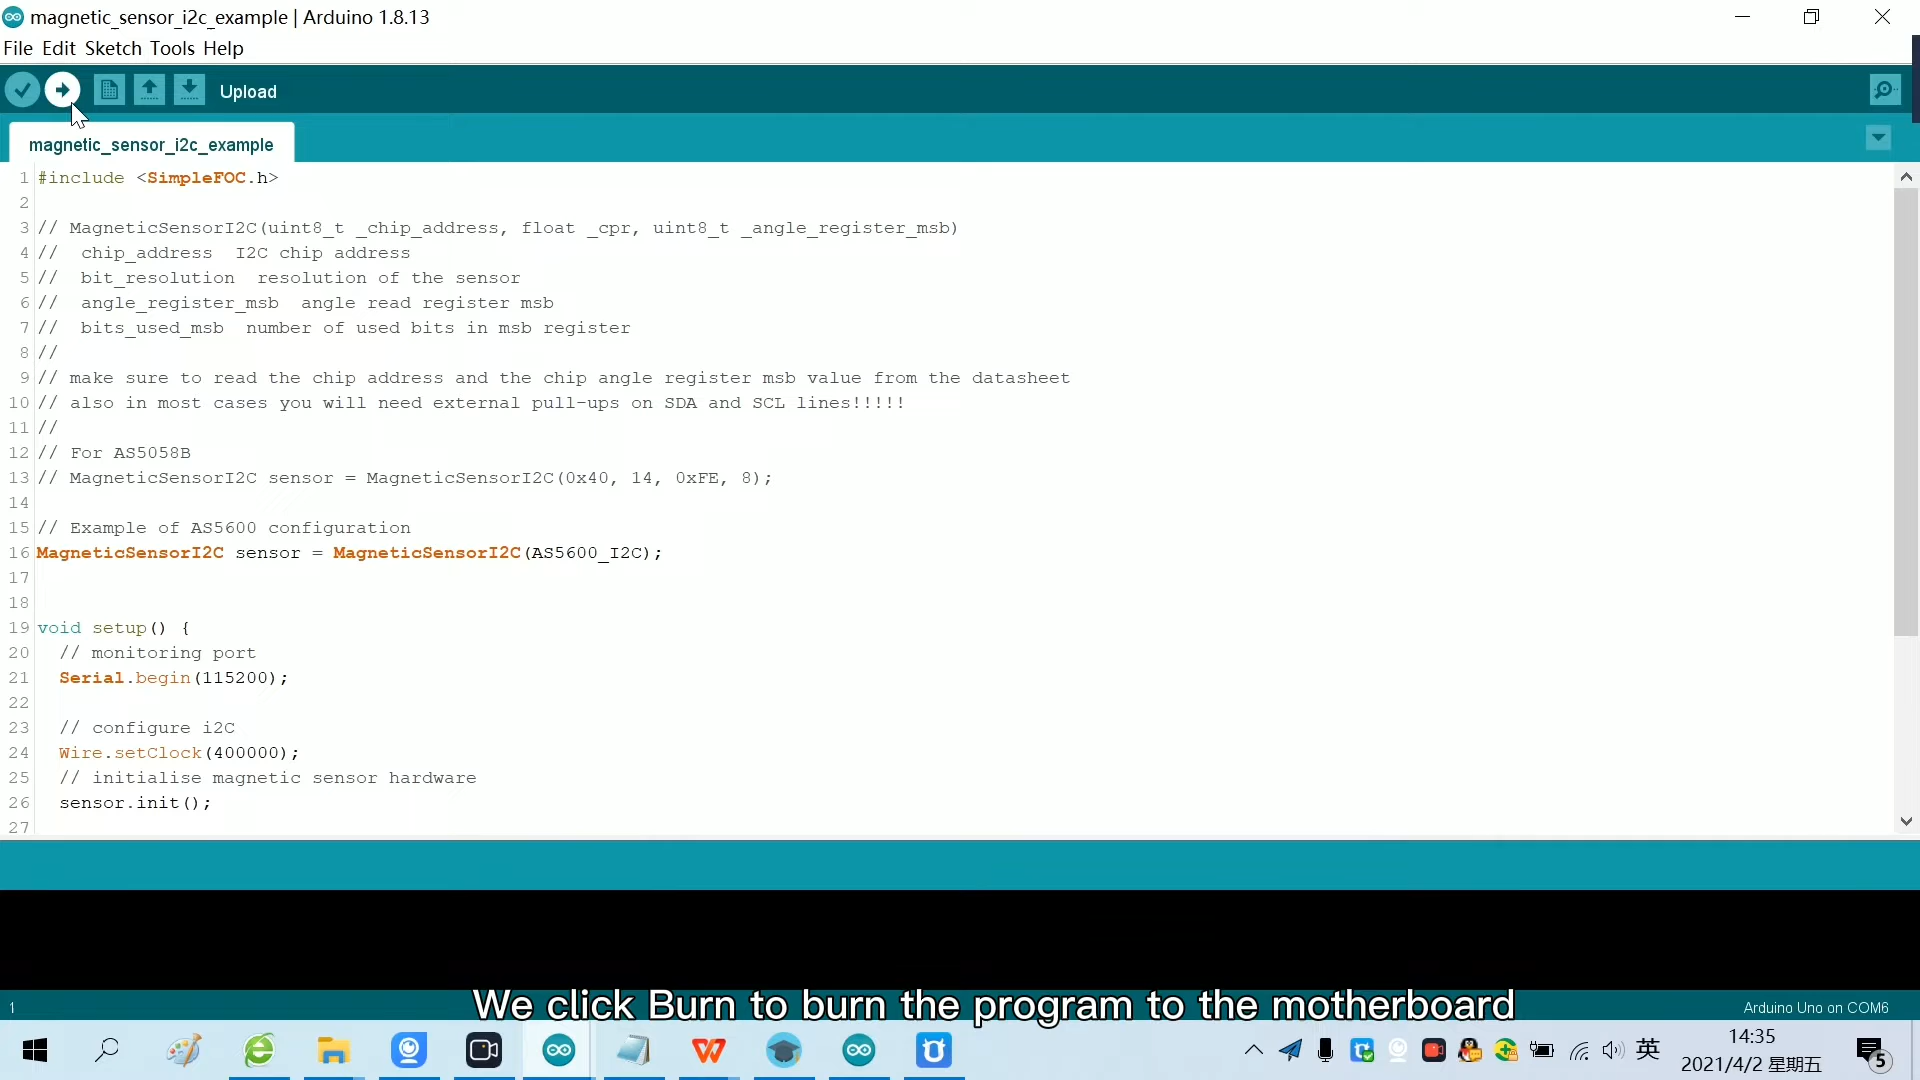 magnetic_sensor_i2c_example | Arduino 1.8.13
File Edit Sketch Tools Help
Upload
magnetic_sensor_i2c_example
1 #include <SimpleFOC.h>
2
3 // MagneticSensorI2C(uint8_t _chip_address, float _cpr, uint8_t _angle_register_msb)
4 //  chip_address  I2C chip address
5 //  bit_resolution  resolution of the sensor
6 //  angle_register_msb  angle read register msb
7 //  bits_used_msb  number of used bits in msb register
8 //
9 // make sure to read the chip address and the chip angle register msb value from the datasheet
10 // also in most cases you will need external pull-ups on SDA and SCL lines!!!!!
11 //
12 // For AS5058B
13 // MagneticSensorI2C sensor = MagneticSensorI2C(0x40, 14, 0xFE, 8);
14
15 // Example of AS5600 configuration
16 MagneticSensorI2C sensor = MagneticSensorI2C(AS5600_I2C);
17
18
19 void setup() {
20   // monitoring port
21   Serial.begin(115200);
22
23   // configure i2C
24   Wire.setClock(400000);
25   // initialise magnetic sensor hardware
26   sensor.init();
27
We click Burn to burn the program to the motherboard
1
Arduino Uno on COM6
英
14:35
2021/4/2 星期五
5